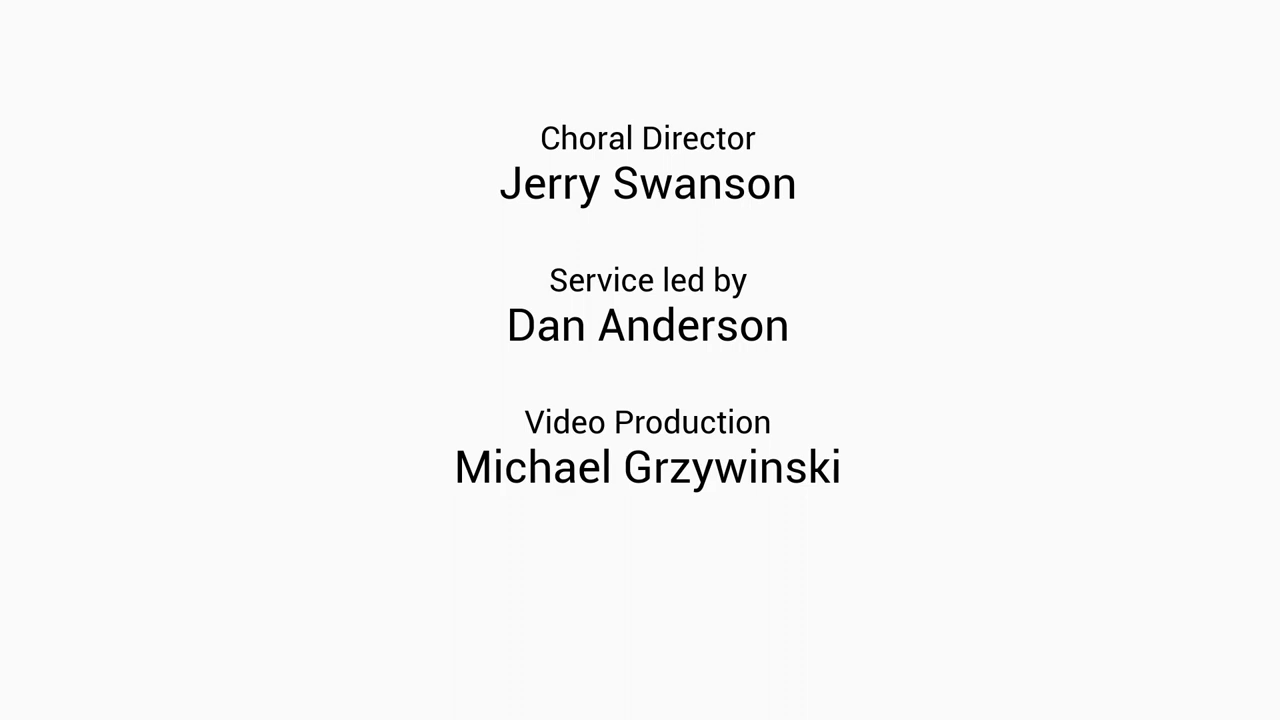 Choral Director
Jerry Swanson
Service led by
Dan Anderson
Video Production
Michael Grzywinski